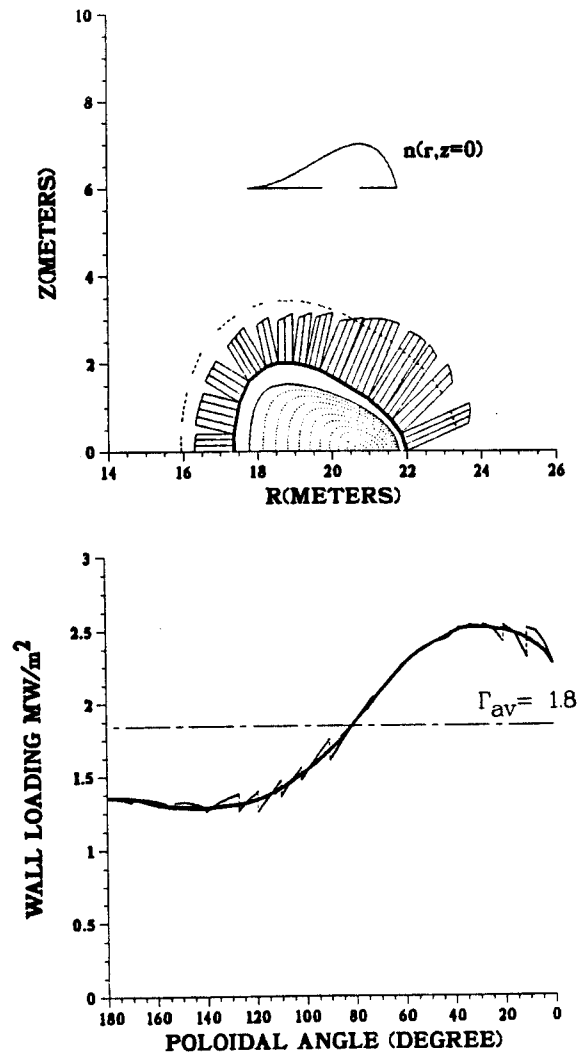 10
8
6
4
2
0
Z(METERS)
n(r,z=0)
14 16 18 20 22 24 26
R(METERS)
3
2.5
2
1.5
1
0.5
0
WALL LOADING MW/m²
Γav= 1.8
180 160 140 120 100 80 60 40 20 0
POLOIDAL ANGLE (DEGREE)